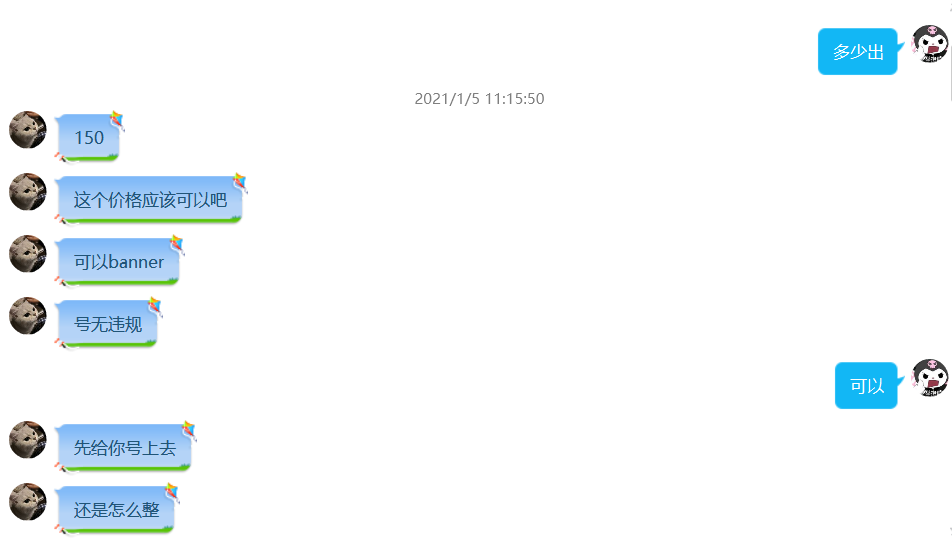 多少出
2021/1/5 11:15:50
150
这个价格应该可以吧
可以banner
号无违规
可以
先给你号上去
还是怎么整